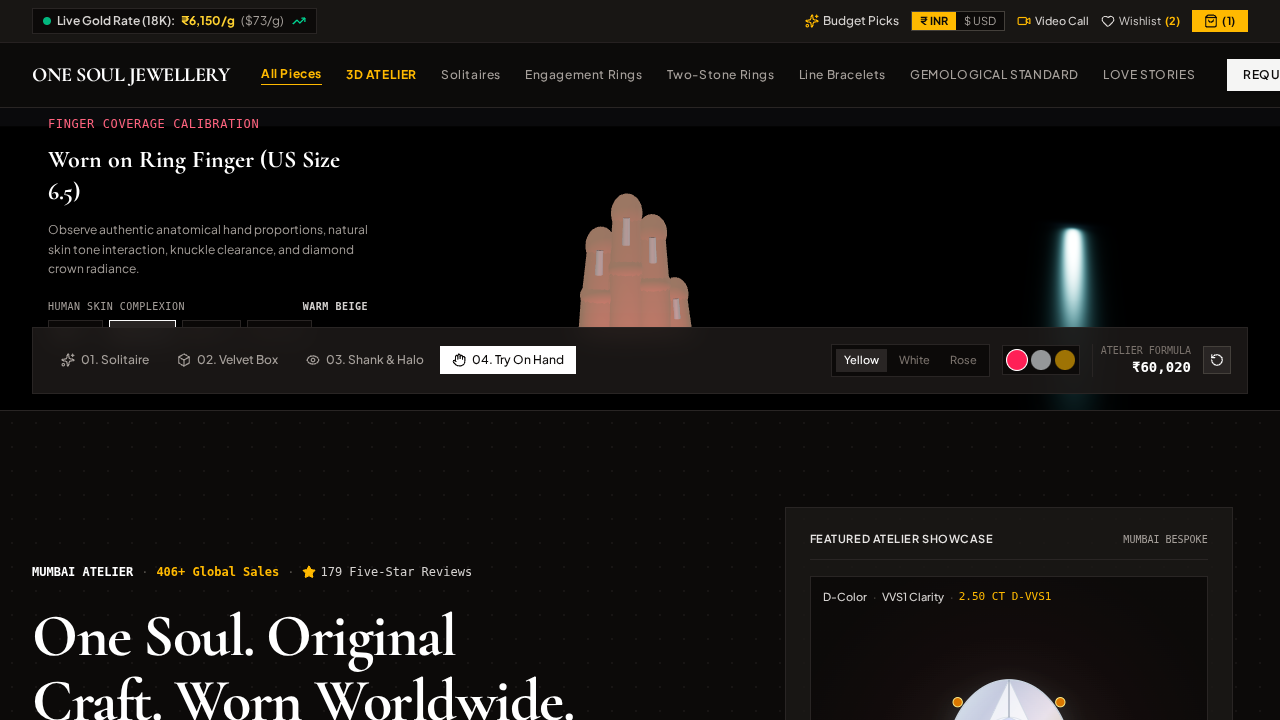 Live Gold Rate (18K): ₹6,150/g ($73/g)
Budget Picks
₹ INR $ USD
Video Call
Wishlist (2)
(1)
ONE SOUL JEWELLERY
All Pieces
3D ATELIER
Solitaires
Engagement Rings
Two-Stone Rings
Line Bracelets
GEMOLOGICAL STANDARD
LOVE STORIES
REQU
FINGER COVERAGE CALIBRATION
Worn on Ring Finger (US Size
6.5)
Observe authentic anatomical hand proportions, natural
skin tone interaction, knuckle clearance, and diamond
crown radiance.
HUMAN SKIN COMPLEXION WARM BEIGE
01. Solitaire
02. Velvet Box
03. Shank & Halo
04. Try On Hand
Yellow White Rose
ATELIER FORMULA
₹60,020
MUMBAI ATELIER · 406+ Global Sales · 179 Five-Star Reviews
One Soul. Original
Craft. Worn Worldwide.
FEATURED ATELIER SHOWCASE MUMBAI BESPOKE
D-Color · VVS1 Clarity · 2.50 CT D-VVS1